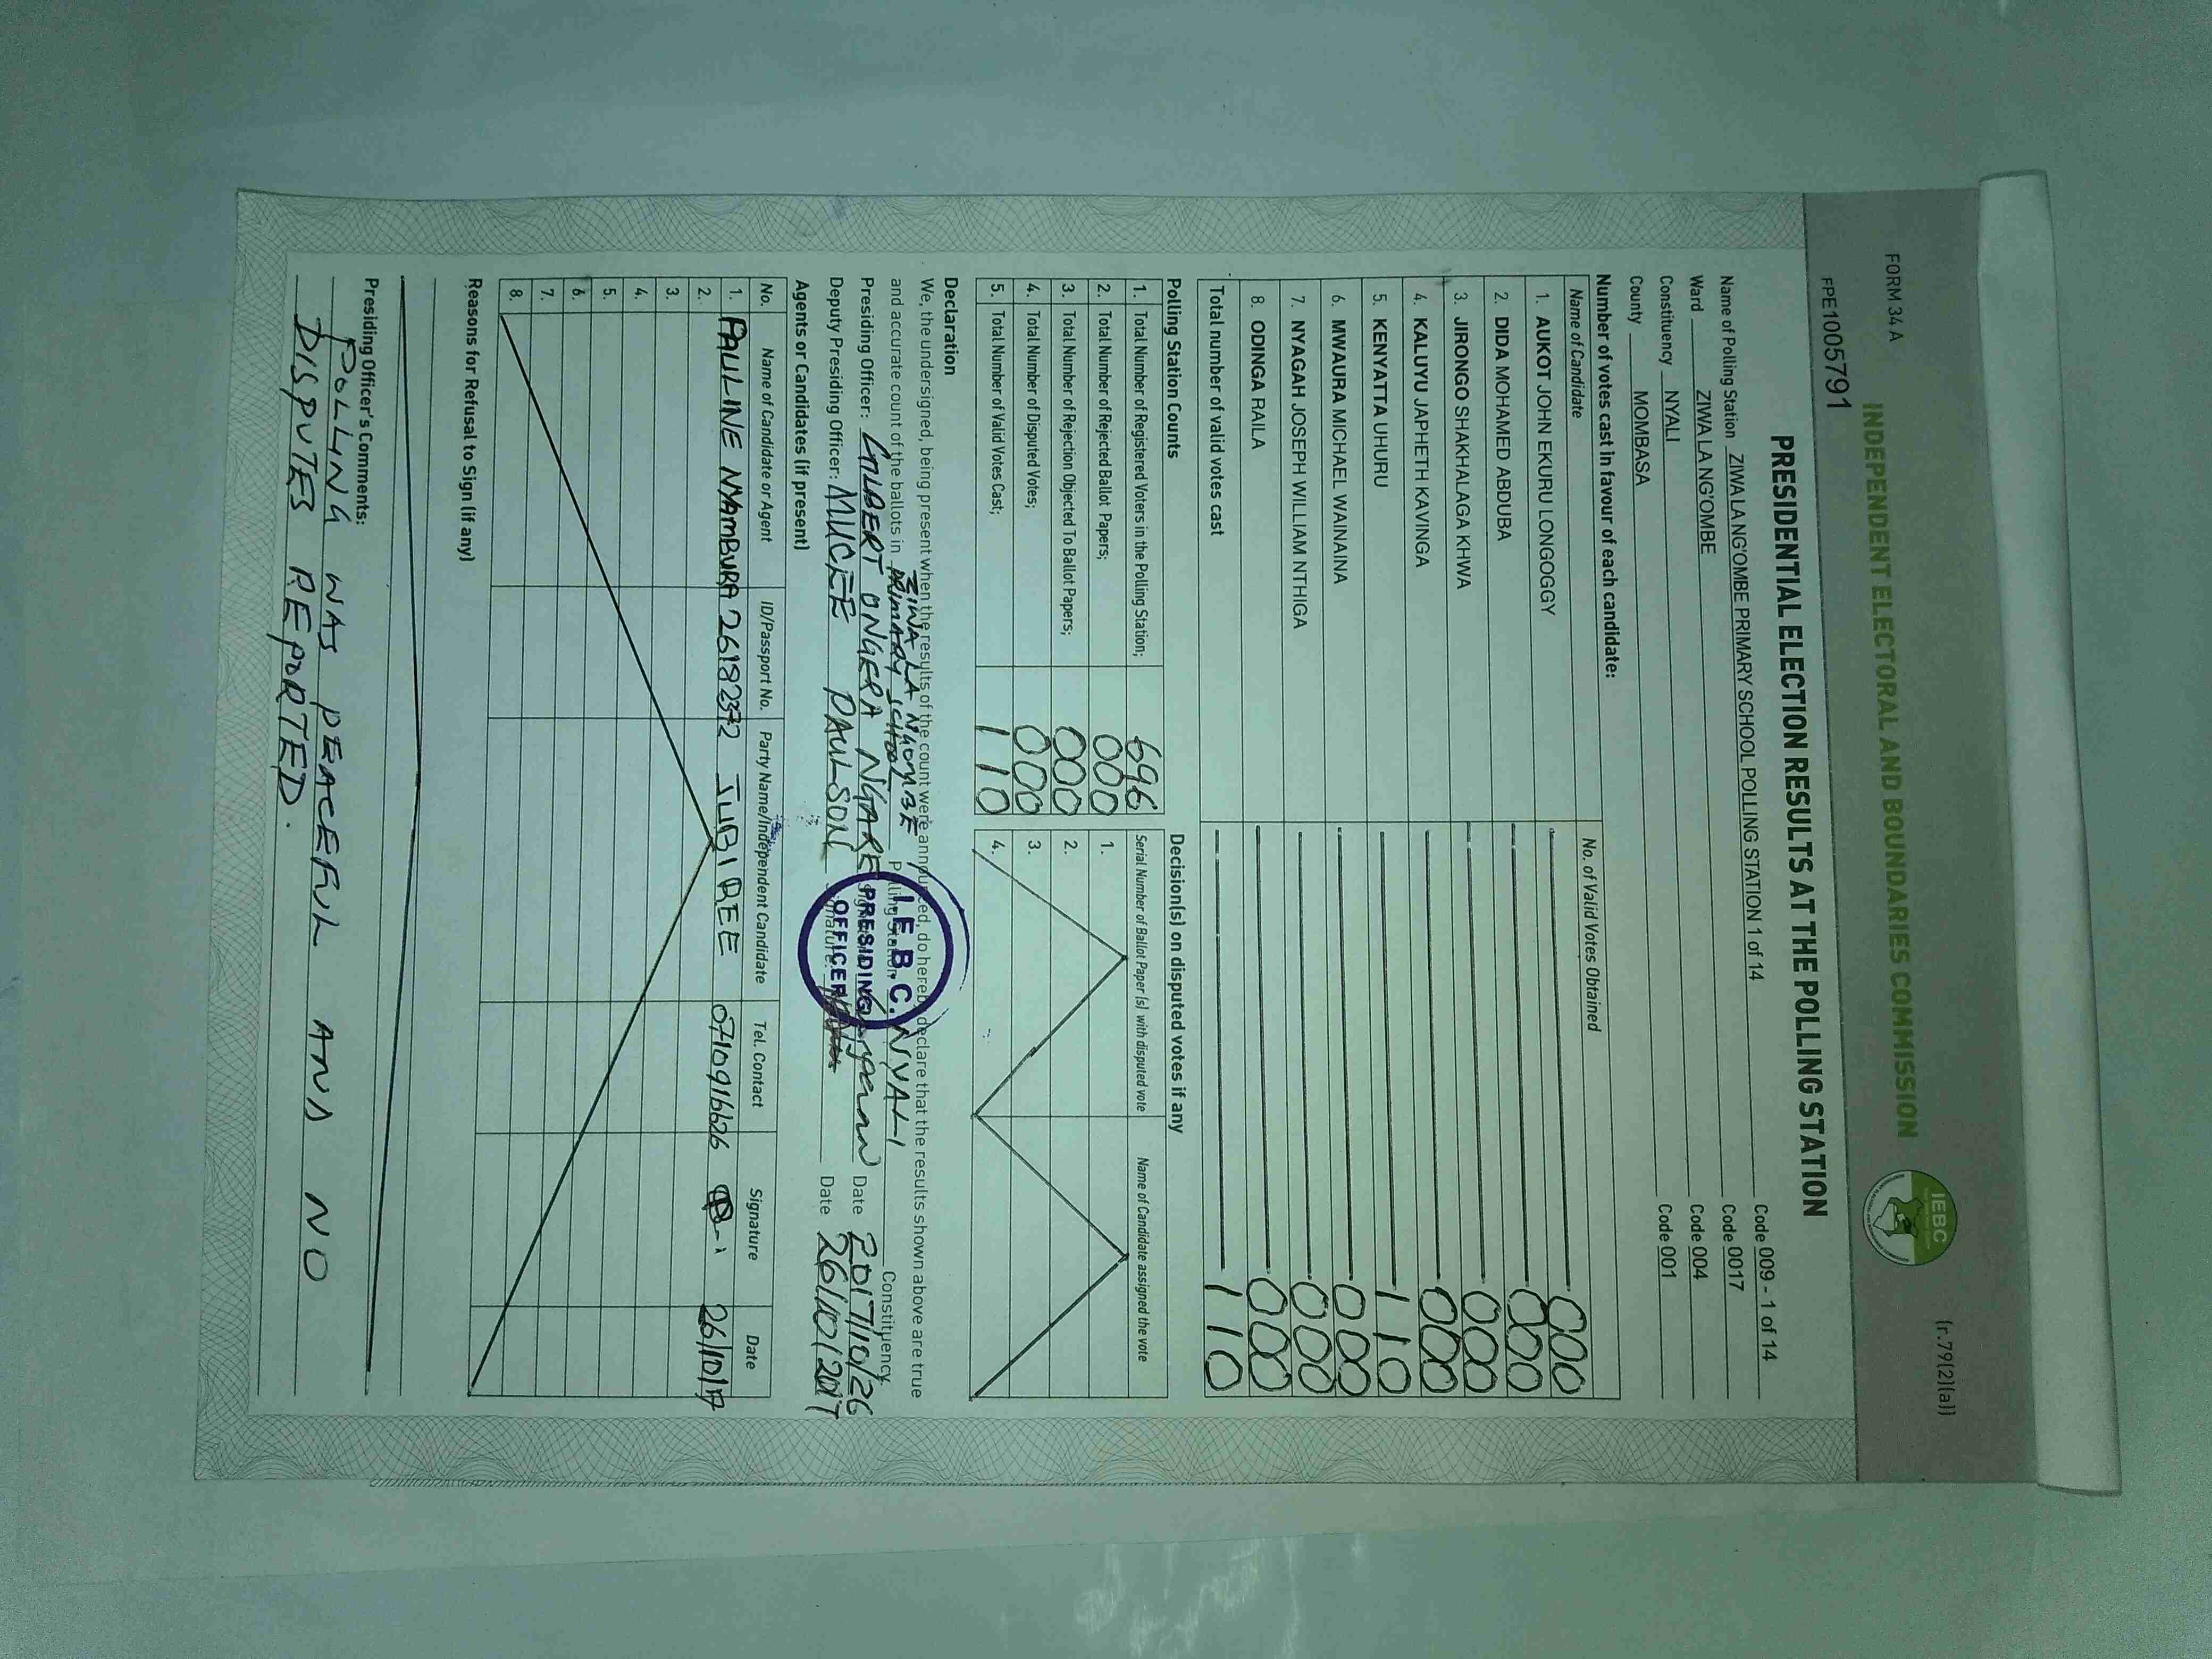 FORM 34 A
(r.79(2)(a))
INDEPENDENT ELECTORAL AND BOUNDARIES COMMISSION
IEBC
FPE1005791
PRESIDENTIAL ELECTION RESULTS AT THE POLLING STATION
Name of Polling Station ZIWA LA NG'OMBE PRIMARY SCHOOL POLLING STATION 1 of 14 Code 009 - 1 of 14
Ward ZIWA LA NG'OMBE Code 0017
Constituency NYALI Code 004
County MOMBASA Code 001
Number of votes cast in favour of each candidate:
Name of Candidate No. of Valid Votes Obtained
1. AUKOT JOHN EKURU LONGOGGY 000
2. DIDA MOHAMED ABDUBA 000
3. JIRONGO SHAKHALAGA KHWA 000
4. KALUYU JAPHETH KAVINGA 000
5. KENYATTA UHURU 110
6. MWAURA MICHAEL WAINAINA 000
7. NYAGAH JOSEPH WILLIAM NTHIGA 000
8. ODINGA RAILA 000
Total number of valid votes cast 110
Polling Station Counts
1. Total Number of Registered Voters in the Polling Station; 696
2. Total Number of Rejected Ballot Papers; 000
3. Total Number of Rejection Objected To Ballot Papers; 000
4. Total Number of Disputed Votes; 000
5. Total Number of Valid Votes Cast; 110
Decision(s) on disputed votes if any
Serial Number of Ballot Paper (s) with disputed vote Name of Candidate assigned the vote
1.
2.
3.
4.
Declaration
We, the undersigned, being present when the results of the count were announced, do hereby declare that the results shown above are true
and accurate count of the ballots in ZIWA LA NGOMBE PRIMARY SCHOOL Polling Station NYALI Constituency
Presiding Officer: GILBERT ONGERA NGARE Date 2017/10/26
Deputy Presiding Officer: MUCEE PAULSON Signature: Date 26/10/2017
I.E.B.C.
PRESIDING
OFFICER
Agents or Candidates (if present)
No. Name of Candidate or Agent ID/Passport No. Party Name/Independent Candidate Tel. Contact Signature Date
1. PAULINE NYAMBURA 26182372 JUBILEE 0710916626 26/10/17
2.
3.
4.
5.
6.
7.
8.
Reasons for Refusal to Sign (if any)
Presiding Officer's Comments:
POLLING WAS PEACEFUL AND NO
DISPUTES REPORTED.